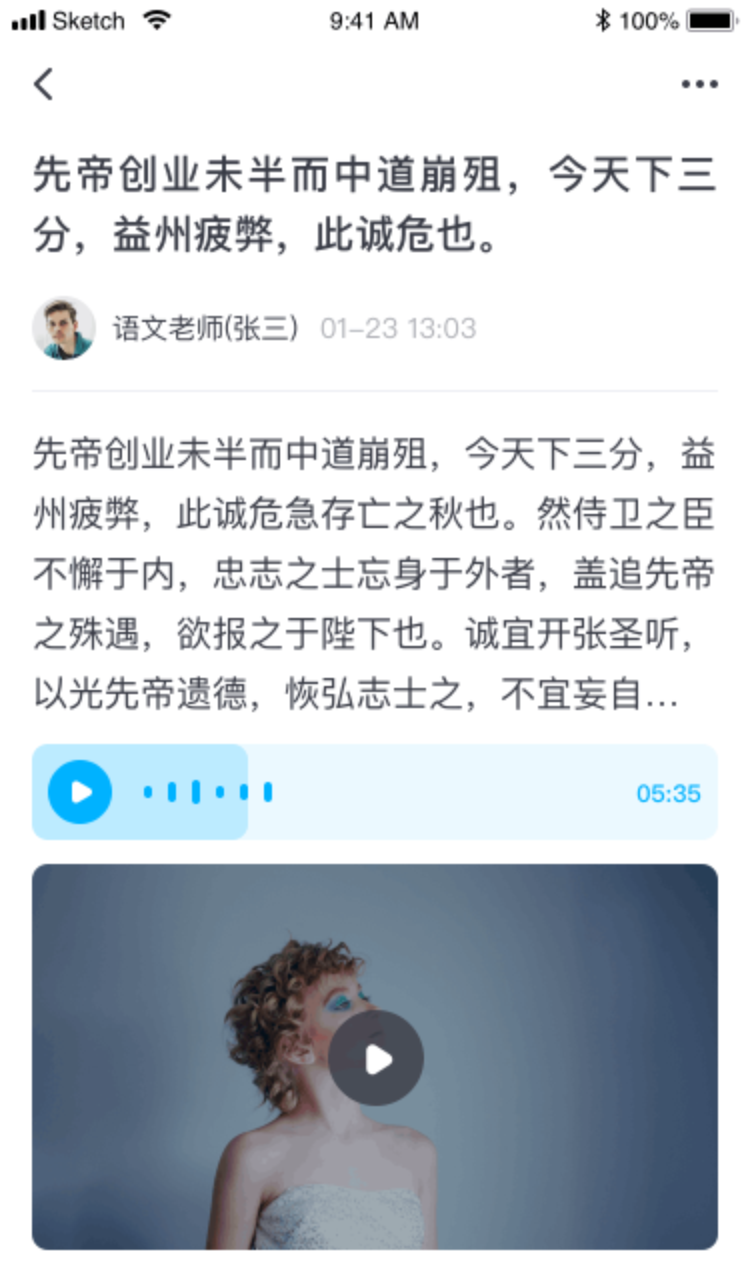 Sketch 9:41 AM 100%
先帝创业未半而中道崩殂，今天下三
分，益州疲弊，此诚危也。
语文老师(张三) 01-23 13:03
先帝创业未半而中道崩殂，今天下三分，益
州疲弊，此诚危急存亡之秋也。然侍卫之臣
不懈于内，忠志之士忘身于外者，盖追先帝
之殊遇，欲报之于陛下也。诚宜开张圣听，
以光先帝遗德，恢弘志士之，不宜妄自...
05:35